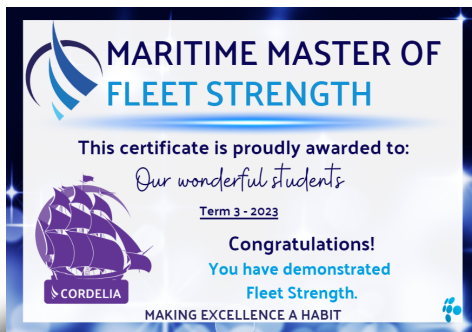 MARITIME MASTER OF
FLEET STRENGTH
This certificate is proudly awarded to:
Our wonderful students
Term 3 - 2023
Congratulations!
You have demonstrated
Fleet Strength.
CORDELIA
MAKING EXCELLENCE A HABIT